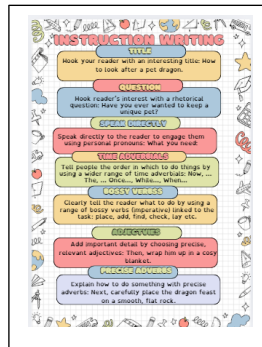 INSTRUCTION WRITING
TITLE
Hook your reader with an interesting title: How
to look after a pet dragon.
QUESTION
Hook reader's interest with a rhetorical
question: Have you ever wanted to keep a
unique pet?
SPEAK DIRECTLY
Speak directly to the reader to engage them
using personal pronouns: What you need:
TIME ADVERBIALS
Tell people the order in which to do things by
using a wider range of time adverbials: Now, ...
The, ... Once..., While..., When...
BOSSY VERBSS
Clearly tell the reader what to do by using a
range of bossy verbs (imperative) linked to the
task: place, add, find, check, lay etc.
ADJECTVIES
Add important detail by choosing precise,
relevant adjectives: Then, wrap him up in a cosy
blanket.
PRECISE ADVERBS
Explain how to do something with precise
adverbs: Next, carefully place the dragon feast
on a smooth, flat rock.